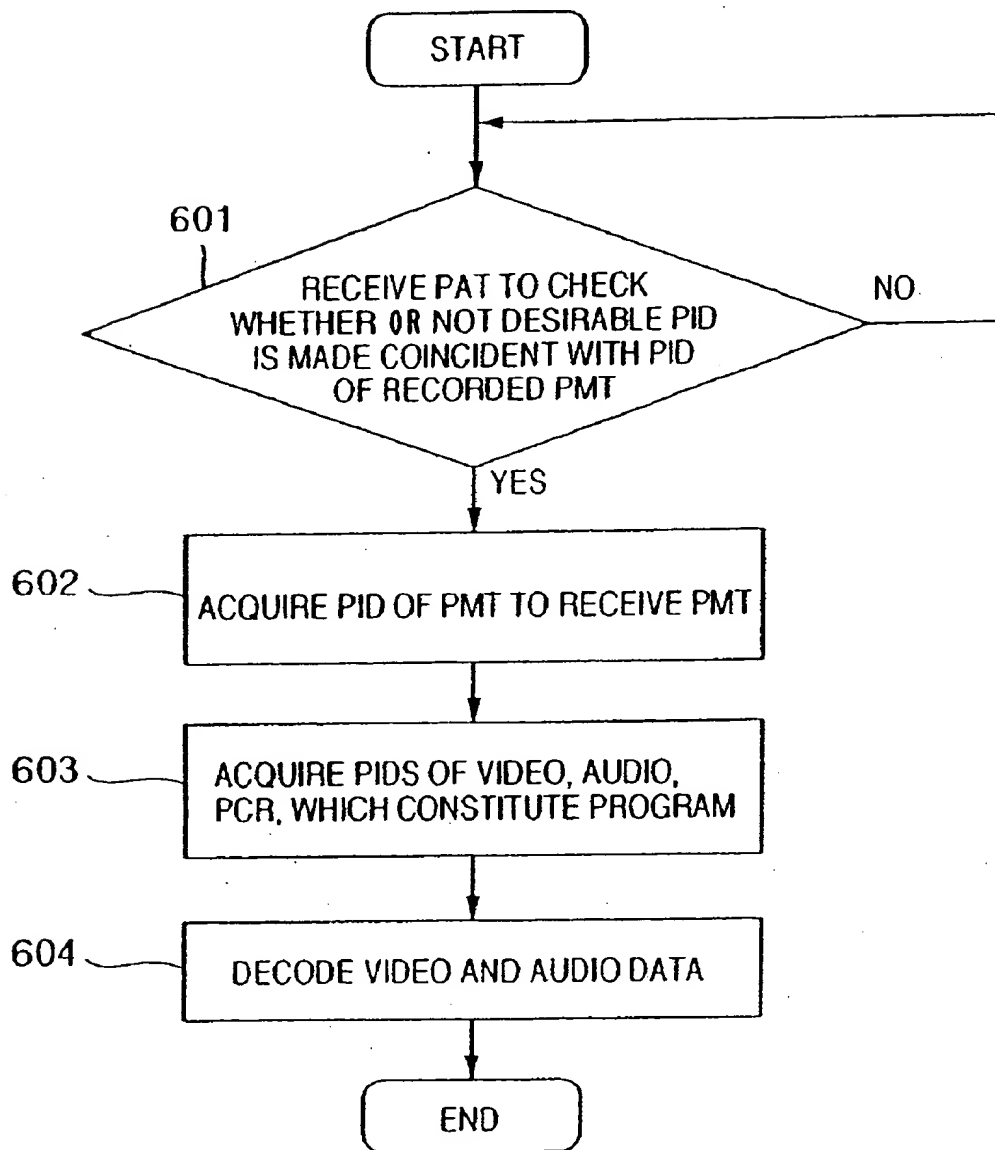 START
601
RECEIVE PAT TO CHECK
WHETHER OR NOT DESIRABLE PID
IS MADE COINCIDENT WITH PID
OF RECORDED PMT
NO
YES
602
ACQUIRE PID OF PMT TO RECEIVE PMT
603
ACQUIRE PIDS OF VIDEO, AUDIO,
PCR, WHICH CONSTITUTE PROGRAM
604
DECODE VIDEO AND AUDIO DATA
END